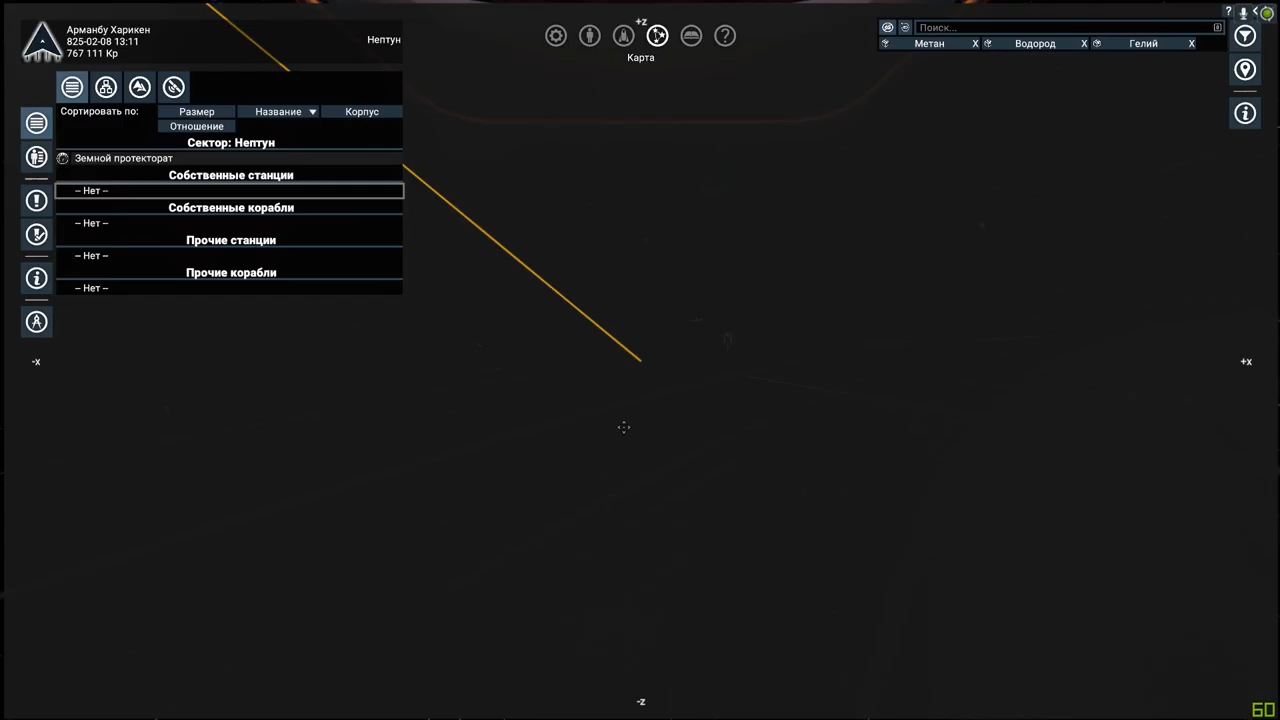 Арманбу Харикен
825-02-08 13:11
767 111 Кр
Нептун
+z
Карта
?
Поиск...
Метан X Водород X Гелий X
Сортировать по: Размер Название Корпус
Отношение
Сектор: Нептун
Земной протекторат
Собственные станции
-- Нет --
Собственные корабли
-- Нет --
Прочие станции
-- Нет --
Прочие корабли
-- Нет --
-x
+x
-z
60